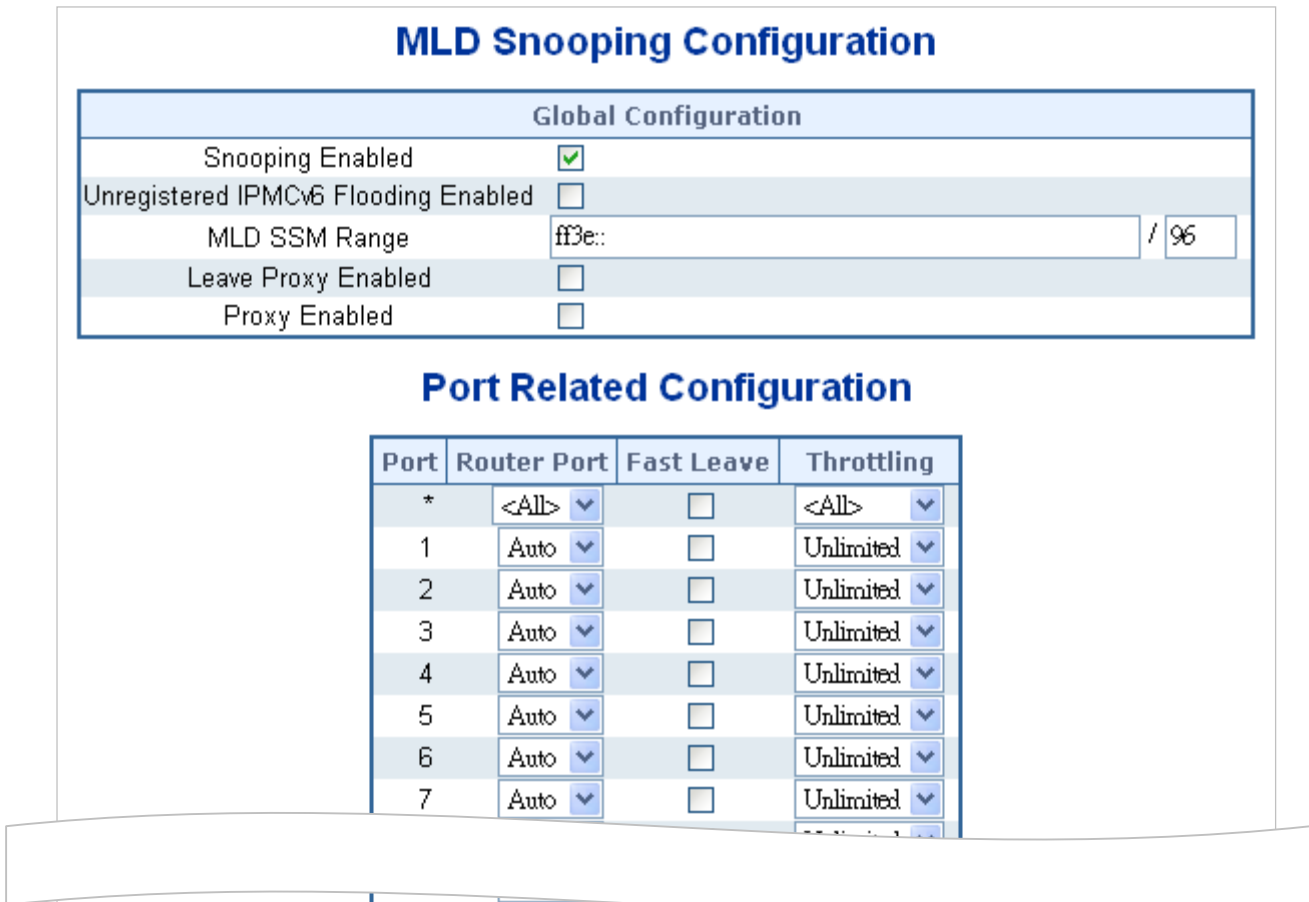 MLD Snooping Configuration
Global Configuration
Snooping Enabled
Unregistered IPMCv6 Flooding Enabled
MLD SSM Range ff3e:: / 96
Leave Proxy Enabled
Proxy Enabled
Port Related Configuration
Port Router Port Fast Leave Throttling
* <All> <All>
1 Auto Unlimited
2 Auto Unlimited
3 Auto Unlimited
4 Auto Unlimited
5 Auto Unlimited
6 Auto Unlimited
7 Auto Unlimited